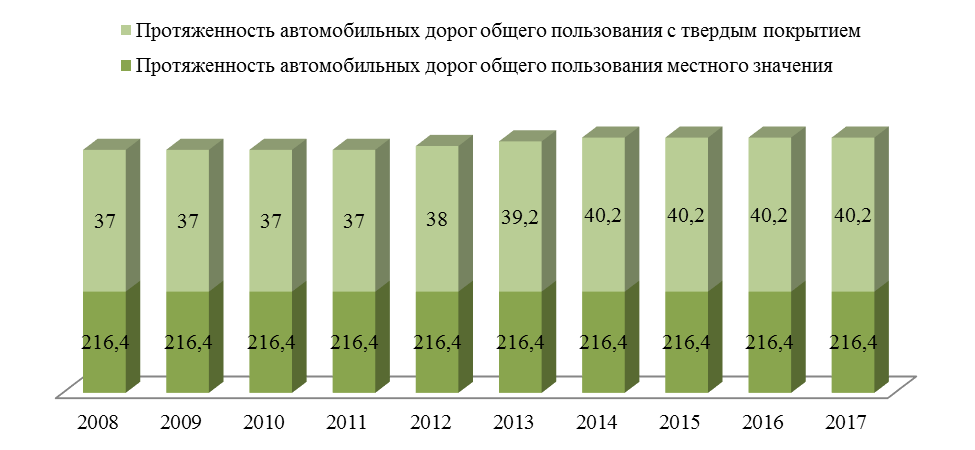 Протяженность автомобильных дорог общего пользования с твердым покрытием
Протяженность автомобильных дорог общего пользования местного значения
37 37 37 37 38 39,2 40,2 40,2 40,2 40,2
216,4 216,4 216,4 216,4 216,4 216,4 216,4 216,4 216,4 216,4
2008 2009 2010 2011 2012 2013 2014 2015 2016 2017